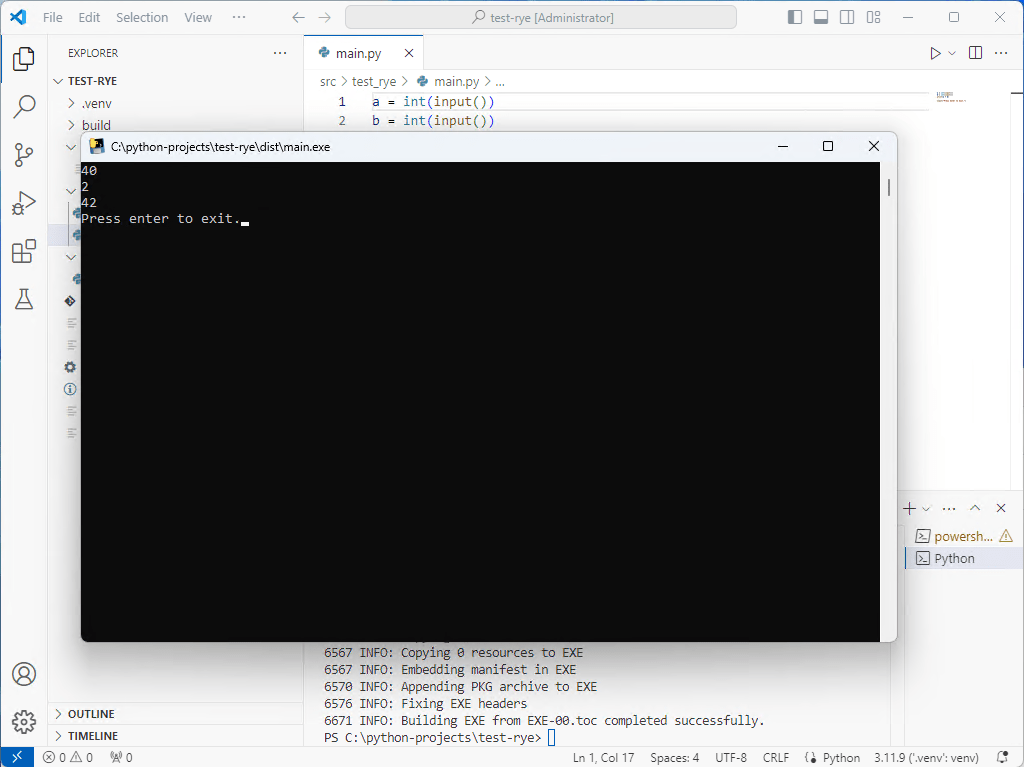 File Edit Selection View ··· test-rye [Administrator]
EXPLORER ···
main.py
TEST-RYE
src > test_rye > main.py > ...
.venv
1 a = int(input())
build
2 b = int(input())
C:\python-projects\test-rye\dist\main.exe
40
2
42
Press enter to exit.
powersh...
Python
6567 INFO: Copying 0 resources to EXE
6567 INFO: Embedding manifest in EXE
6570 INFO: Appending PKG archive to EXE
6576 INFO: Fixing EXE headers
6671 INFO: Building EXE from EXE-00.toc completed successfully.
PS C:\python-projects\test-rye>
OUTLINE
TIMELINE
0 0 0 Ln 1, Col 17 Spaces: 4 UTF-8 CRLF Python 3.11.9 ('.venv': venv)